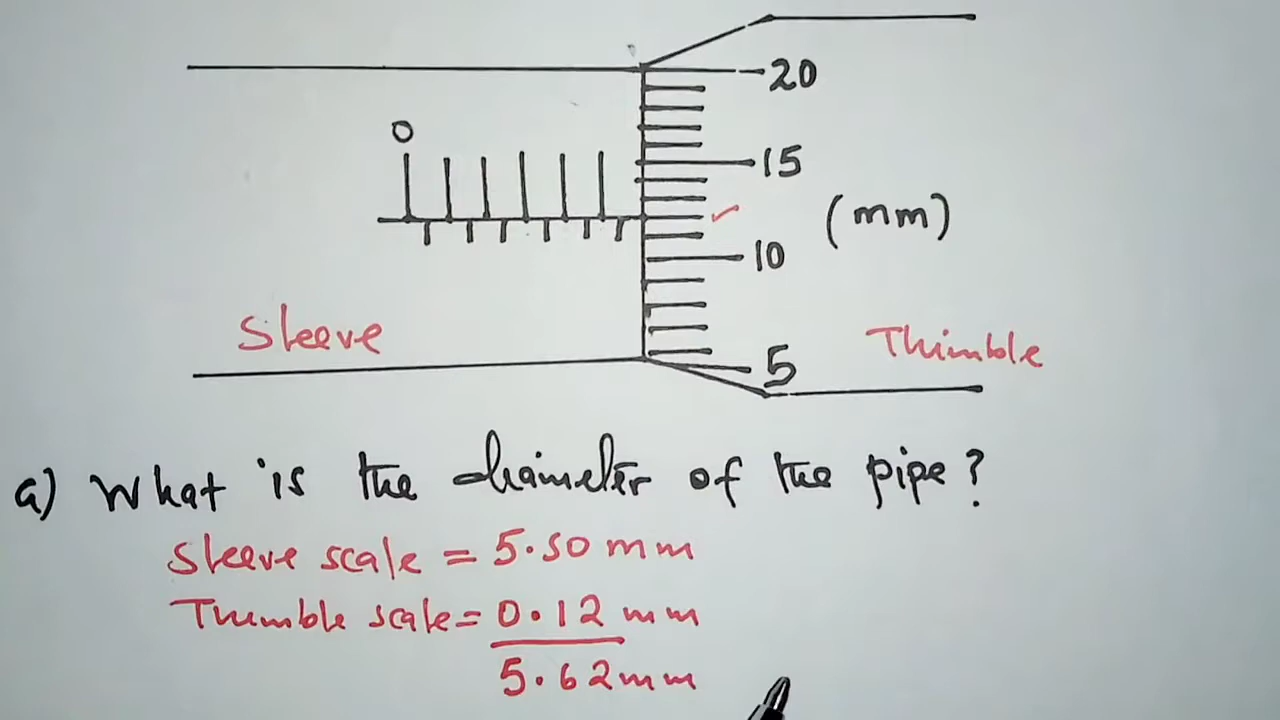 20
0
15
(mm)
10
Sleeve
Thimble
5
a) What is the diameter of the pipe?
Sleeve scale = 5.50 mm
Thimble scale = 0.12 mm
5.62 mm